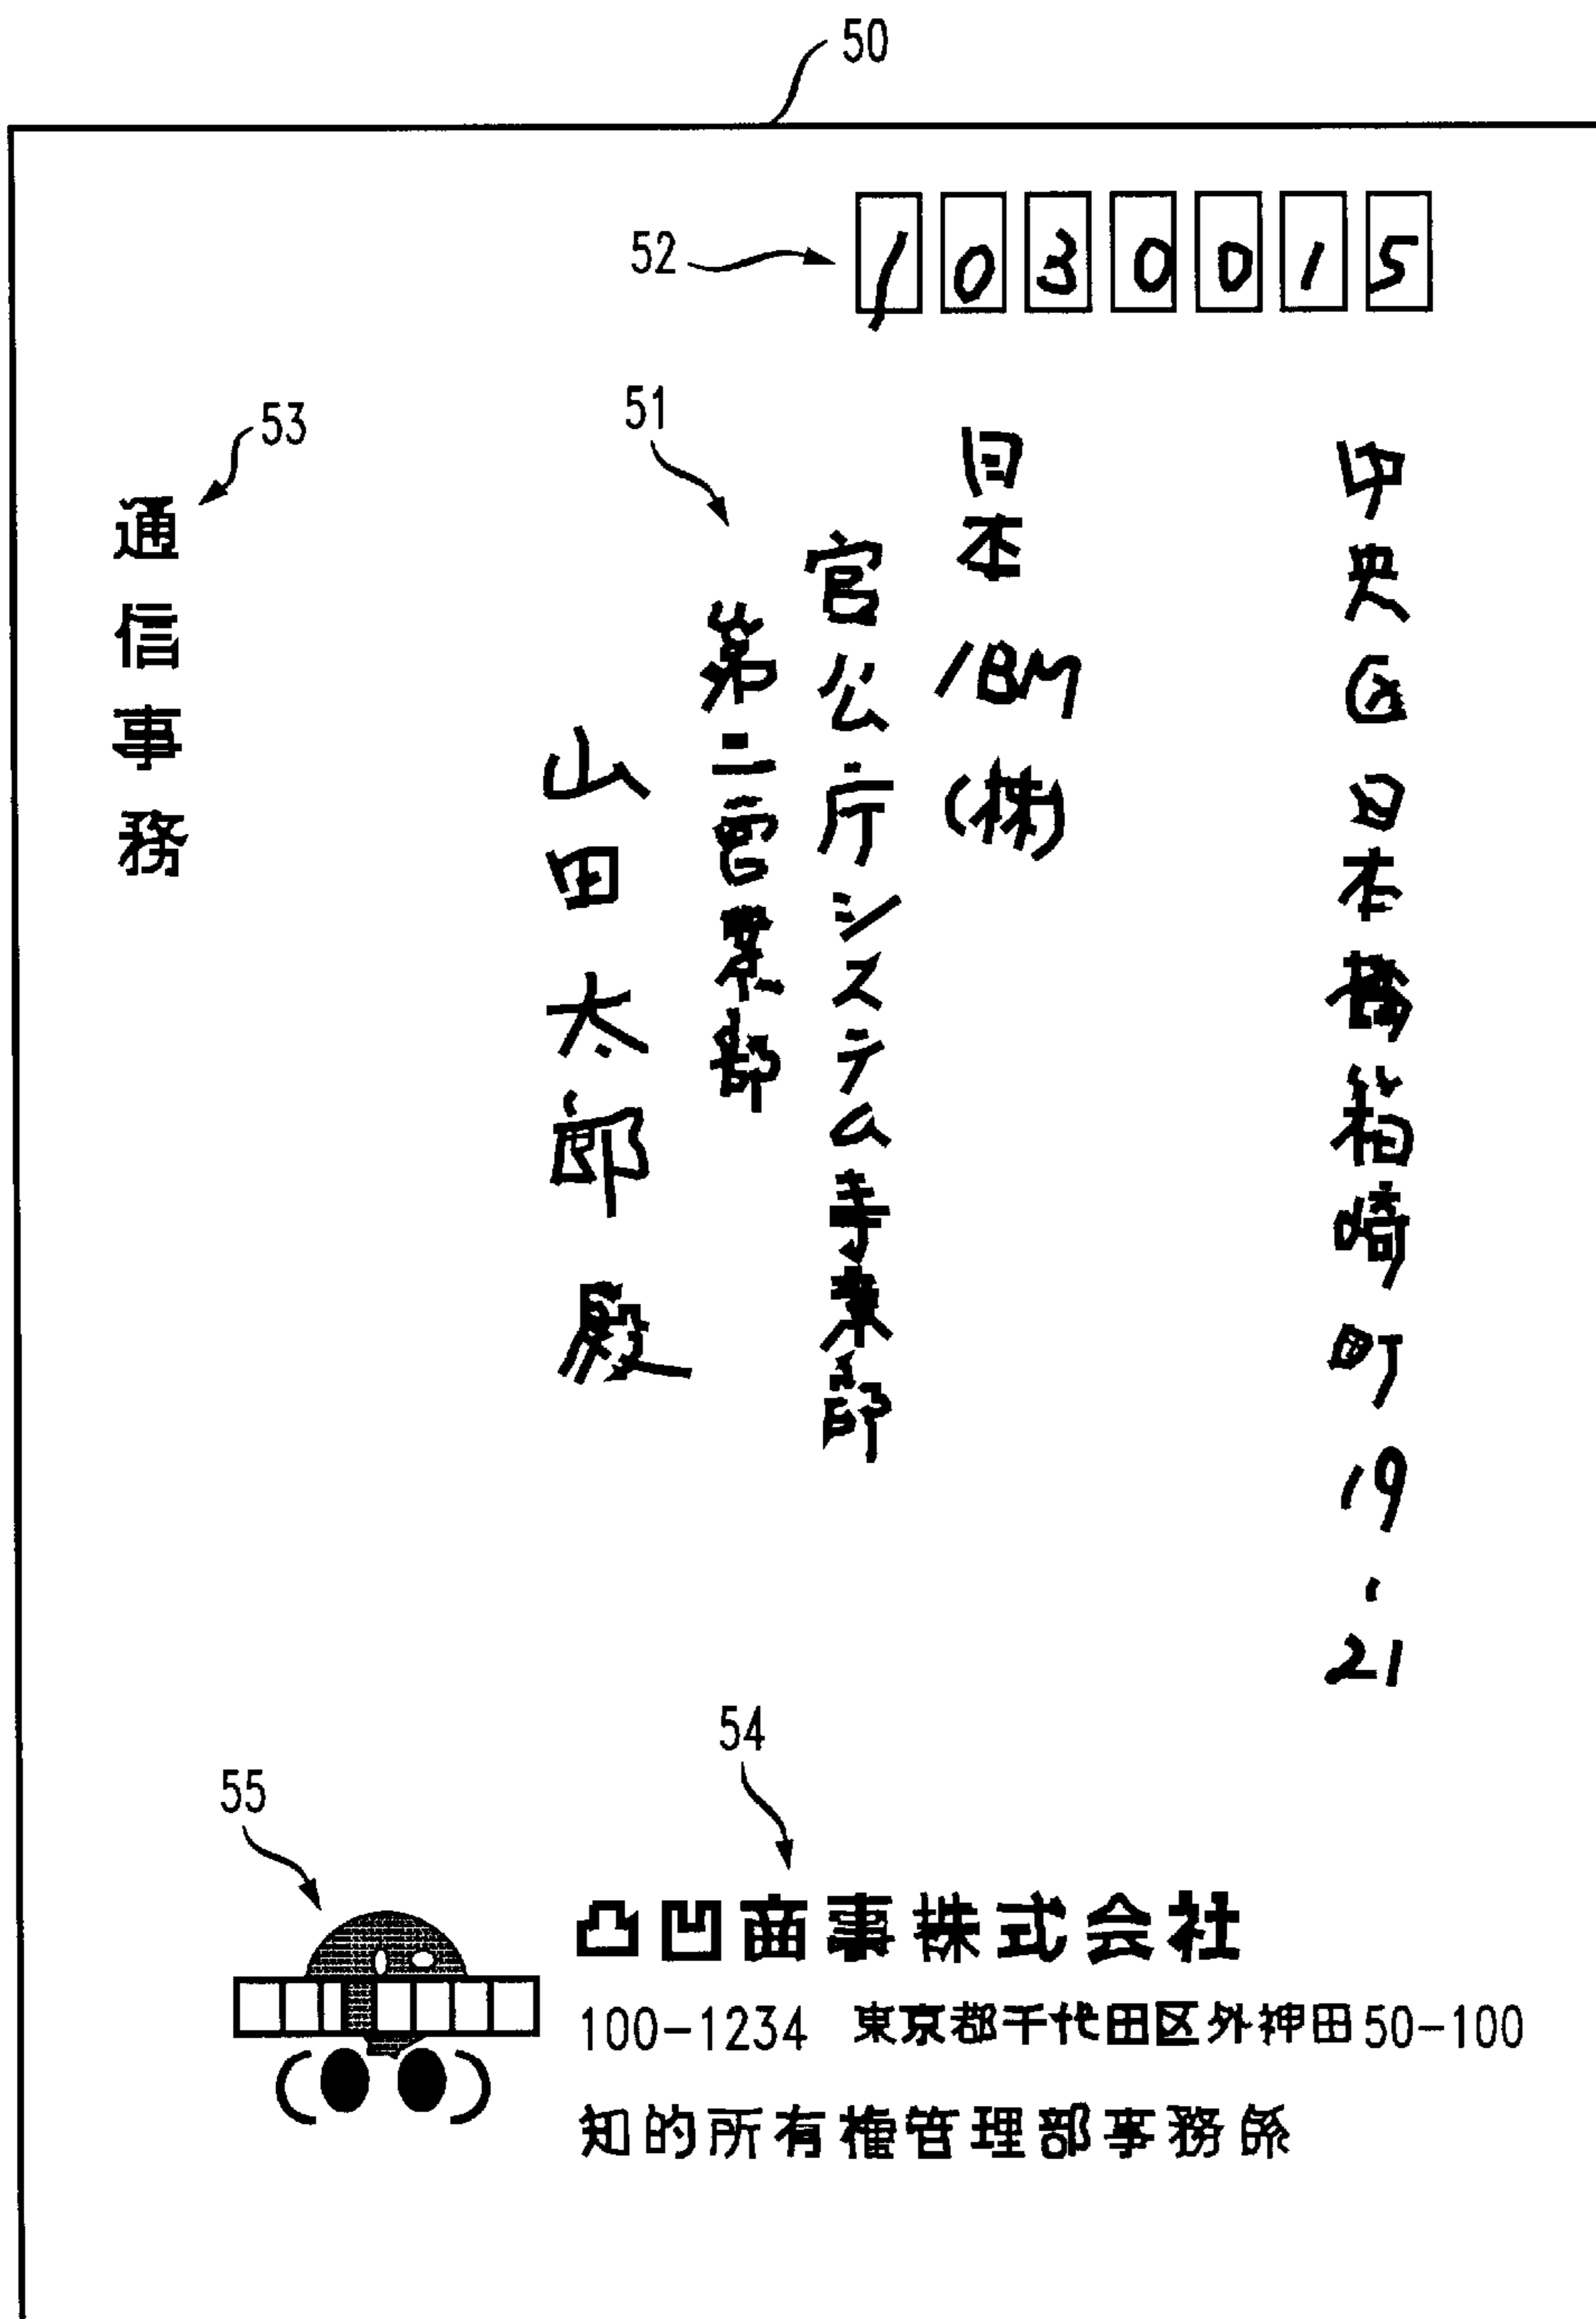 50
52
1030015
53
51
中央区日本橋箱崎町19-21
日本IBM(株)
官公庁システム事業部
第二営業部
山田太郎殿
通信事務
54
55
凸凹商事株式会社
100-1234 東京都千代田区外神田50-100
知的所有権管理部事務係